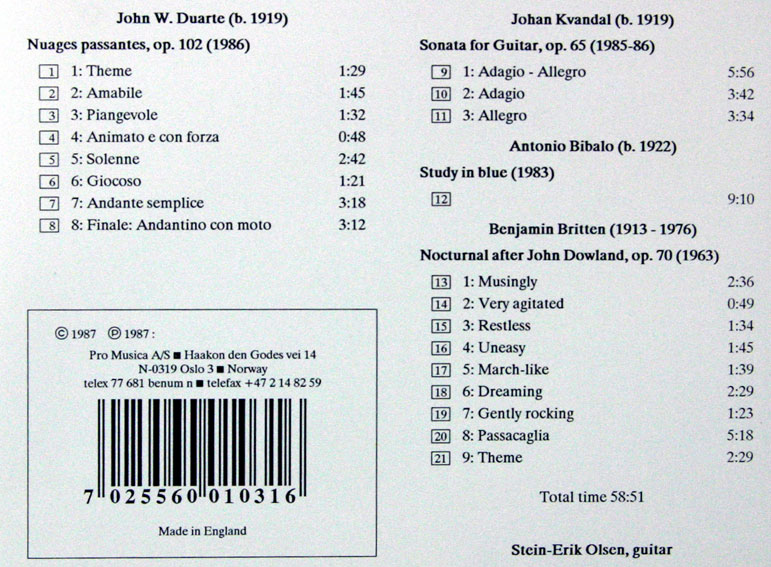 John W. Duarte (b. 1919)
Nuages passantes, op. 102 (1986)
1 1: Theme 1:29
2 2: Amabile 1:45
3 3: Piangevole 1:32
4 4: Animato e con forza 0:48
5 5: Solenne 2:42
6 6: Giocoso 1:21
7 7: Andante semplice 3:18
8 8: Finale: Andantino con moto 3:12
© 1987 ℗ 1987 :
Pro Musica A/S ■ Haakon den Godes vei 14
N-0319 Oslo 3 ■ Norway
telex 77 681 benum n ■ telefax +47 2 14 82 59
7 025560 010316
Made in England
Johan Kvandal (b. 1919)
Sonata for Guitar, op. 65 (1985-86)
9 1: Adagio - Allegro 5:56
10 2: Adagio 3:42
11 3: Allegro 3:34
Antonio Bibalo (b. 1922)
Study in blue (1983)
12 9:10
Benjamin Britten (1913 - 1976)
Nocturnal after John Dowland, op. 70 (1963)
13 1: Musingly 2:36
14 2: Very agitated 0:49
15 3: Restless 1:34
16 4: Uneasy 1:45
17 5: March-like 1:39
18 6: Dreaming 2:29
19 7: Gently rocking 1:23
20 8: Passacaglia 5:18
21 9: Theme 2:29
Total time 58:51
Stein-Erik Olsen, guitar